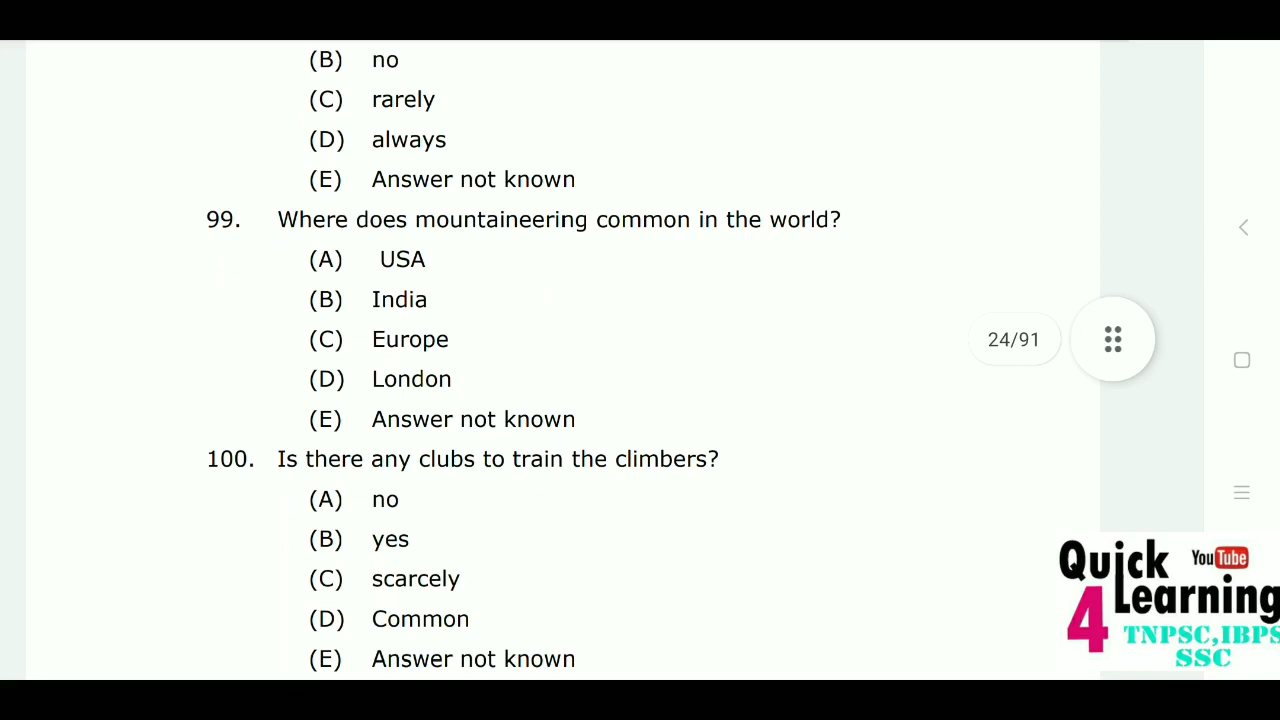 (B) no
(C) rarely
(D) always
(E) Answer not known
99. Where does mountaineering common in the world?
(A) USA
(B) India
(C) Europe
(D) London
(E) Answer not known
24/91
100. Is there any clubs to train the climbers?
(A) no
(B) yes
(C) scarcely
(D) Common
(E) Answer not known
Quick YouTube
4 Learning
TNPSC,IBPS
SSC